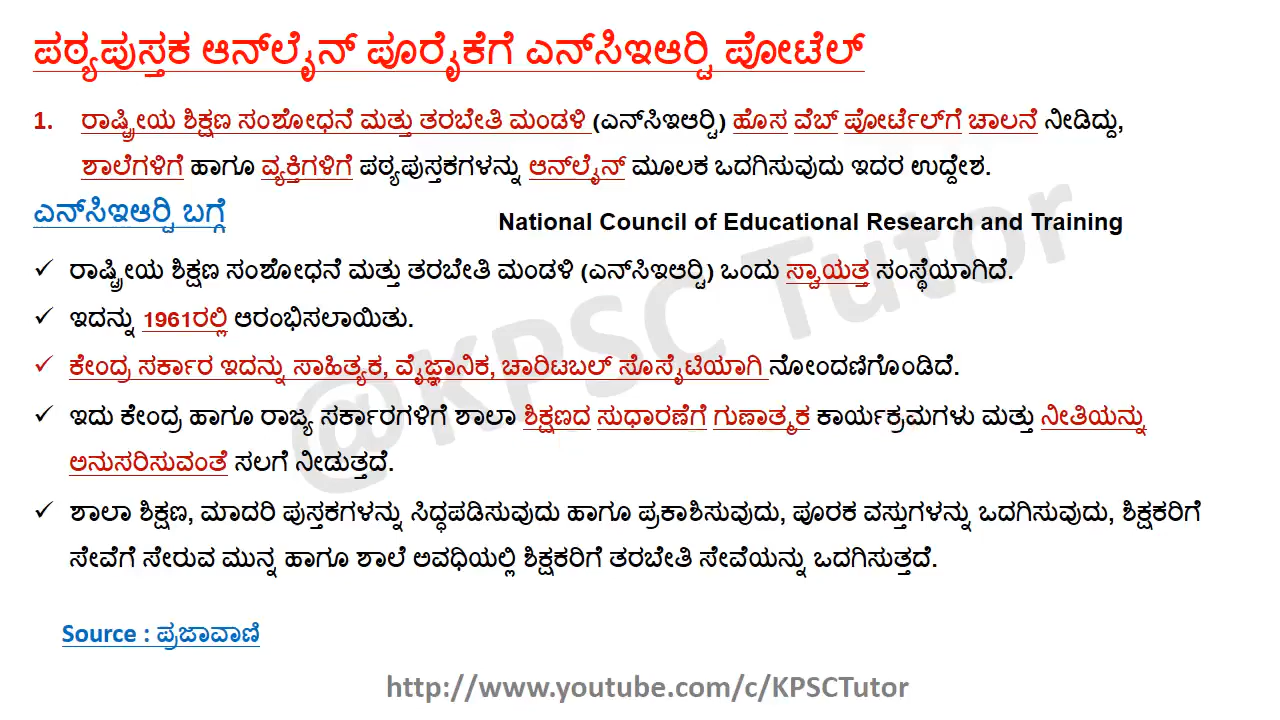 ಪಠ್ಯಪುಸ್ತಕ ಆನ್‌ಲೈನ್ ಪೂರೈಕೆಗೆ ಎನ್‌ಸಿಇಆರ್‍ಟಿ ಪೋರ್ಟಲ್
1. ರಾಷ್ಟ್ರೀಯ ಶಿಕ್ಷಣ ಸಂಶೋಧನೆ ಮತ್ತು ತರಬೇತಿ ಮಂಡಳಿ (ಎನ್‌ಸಿಇಆರ್‍ಟಿ) ಹೊಸ ವೆಬ್ ಪೋರ್ಟೆಲ್‌ಗೆ ಚಾಲನೆ ನೀಡಿದ್ದು,
ಶಾಲೆಗಳಿಗೆ ಹಾಗೂ ವ್ಯಕ್ತಿಗಳಿಗೆ ಪಠ್ಯಪುಸ್ತಕಗಳನ್ನು ಆನ್‌ಲೈನ್ ಮೂಲಕ ಒದಗಿಸುವುದು ಇದರ ಉದ್ದೇಶ.
ಎನ್‌ಸಿಇಆರ್‍ಟಿ ಬಗ್ಗೆ
National Council of Educational Research and Training
✓ ರಾಷ್ಟ್ರೀಯ ಶಿಕ್ಷಣ ಸಂಶೋಧನೆ ಮತ್ತು ತರಬೇತಿ ಮಂಡಳಿ (ಎನ್‌ಸಿಇಆರ್‍ಟಿ) ಒಂದು ಸ್ವಾಯತ್ತ ಸಂಸ್ಥೆಯಾಗಿದೆ.
✓ ಇದನ್ನು 1961ರಲ್ಲಿ ಆರಂಭಿಸಲಾಯಿತು.
✓ ಕೇಂದ್ರ ಸರ್ಕಾರ ಇದನ್ನು ಸಾಹಿತ್ಯಕ, ವೈಜ್ಞಾನಿಕ, ಚಾರಿಟಬಲ್ ಸೊಸೈಟಿಯಾಗಿ ನೋಂದಣಿಗೊಂಡಿದೆ.
✓ ಇದು ಕೇಂದ್ರ ಹಾಗೂ ರಾಜ್ಯ ಸರ್ಕಾರಗಳಿಗೆ ಶಾಲಾ ಶಿಕ್ಷಣದ ಸುಧಾರಣೆಗೆ ಗುಣಾತ್ಮಕ ಕಾರ್ಯಕ್ರಮಗಳು ಮತ್ತು ನೀತಿಯನ್ನು
ಅನುಸರಿಸುವಂತೆ ಸಲಗೆ ನೀಡುತ್ತದೆ.
✓ ಶಾಲಾ ಶಿಕ್ಷಣ, ಮಾದರಿ ಪುಸ್ತಕಗಳನ್ನು ಸಿದ್ಧಪಡಿಸುವುದು ಹಾಗೂ ಪ್ರಕಾಶಿಸುವುದು, ಪೂರಕ ವಸ್ತುಗಳನ್ನು ಒದಗಿಸುವುದು, ಶಿಕ್ಷಕರಿಗೆ
ಸೇವೆಗೆ ಸೇರುವ ಮುನ್ನ ಹಾಗೂ ಶಾಲೆ ಅವಧಿಯಲ್ಲಿ ಶಿಕ್ಷಕರಿಗೆ ತರಬೇತಿ ಸೇವೆಯನ್ನು ಒದಗಿಸುತ್ತದೆ.
@KPSC Tutor
Source : ಪ್ರಜಾವಾಣಿ
http://www.youtube.com/c/KPSCTutor